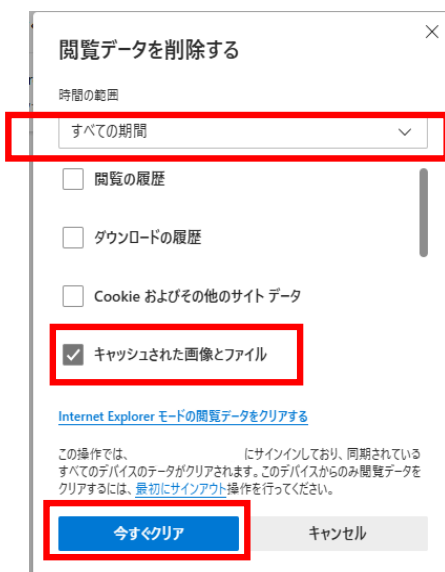 閲覧データを削除する
時間の範囲
すべての期間
閲覧の履歴
ダウンロードの履歴
Cookie およびその他のサイト データ
キャッシュされた画像とファイル
Internet Explorer モードの閲覧データをクリアする
この操作では、 にサインインしており、同期されている
すべてのデバイスのデータがクリアされます。このデバイスからのみ閲覧データを
クリアするには、最初にサインアウト操作を行ってください。
今すぐクリア
キャンセル